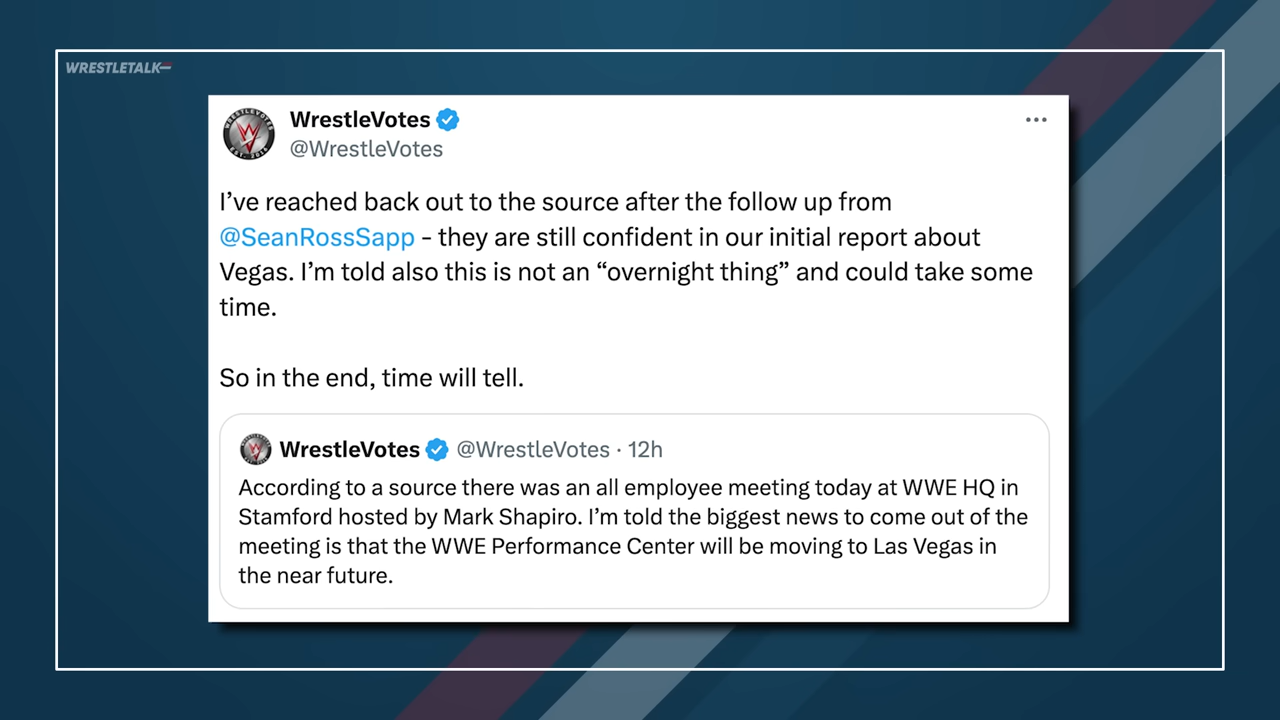 WRESTLETALK
WrestleVotes
@WrestleVotes
I’ve reached back out to the source after the follow up from
@SeanRossSapp - they are still confident in our initial report about
Vegas. I’m told also this is not an “overnight thing” and could take some
time.
So in the end, time will tell.
WrestleVotes @WrestleVotes · 12h
According to a source there was an all employee meeting today at WWE HQ in
Stamford hosted by Mark Shapiro. I’m told the biggest news to come out of the
meeting is that the WWE Performance Center will be moving to Las Vegas in
the near future.